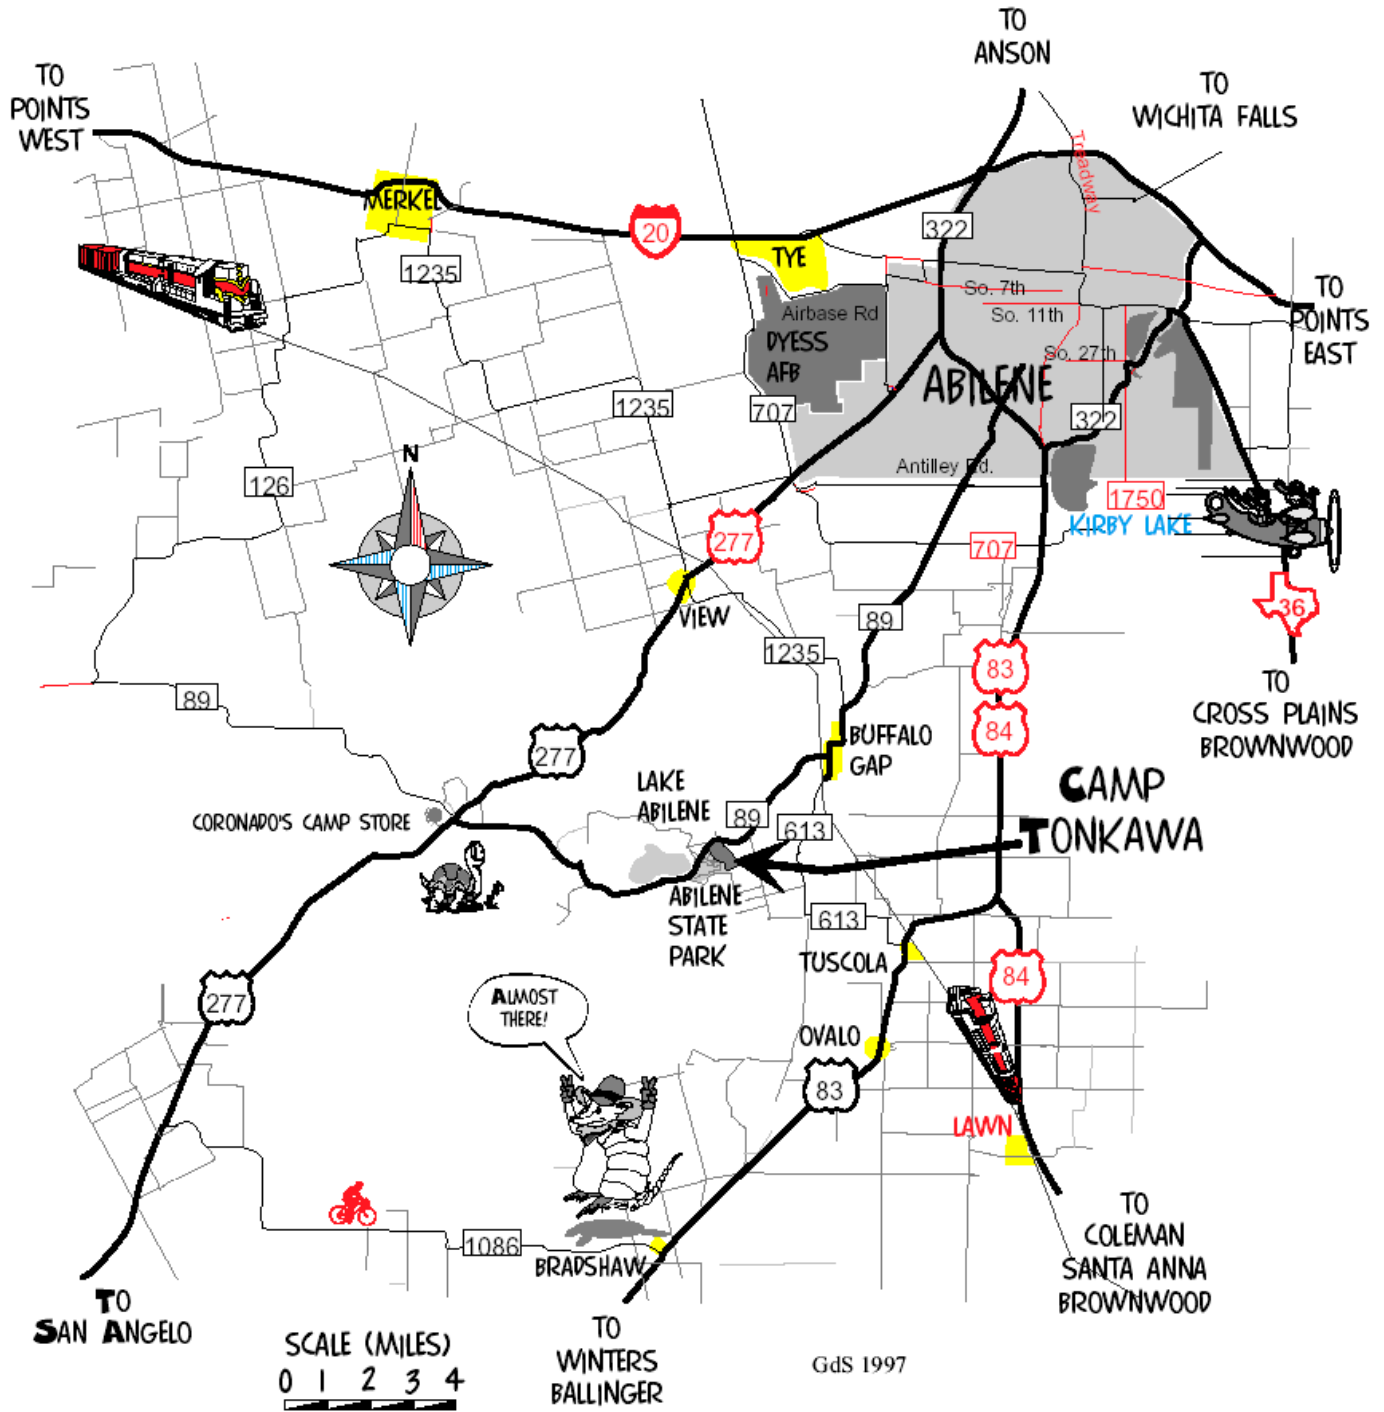 TO
ANSON
TO
POINTS
WEST
TO
WICHITA FALLS
Treadway
MERKEL
20
322
TYE
1235
So. 7th
TO
POINTS
EAST
Airbase Rd
So. 11th
DYESS
AFB
So. 27th
ABILENE
1235
707
322
N
Antilley Rd.
126
1750
KIRBY LAKE
277
707
36
VIEW
89
1235
83
89
TO
CROSS PLAINS
BROWNWOOD
84
BUFFALO
GAP
277
LAKE
ABILENE
CAMP
TONKAWA
CORONADO'S CAMP STORE
89
613
ABILENE
STATE
PARK
613
TUSCOLA
84
277
ALMOST
THERE!
OVALO
83
LAWN
TO
COLEMAN
SANTA ANNA
BROWNWOOD
1086
BRADSHAW
TO
SAN ANGELO
TO
WINTERS
BALLINGER
SCALE (MILES)
0 1 2 3 4
GdS 1997